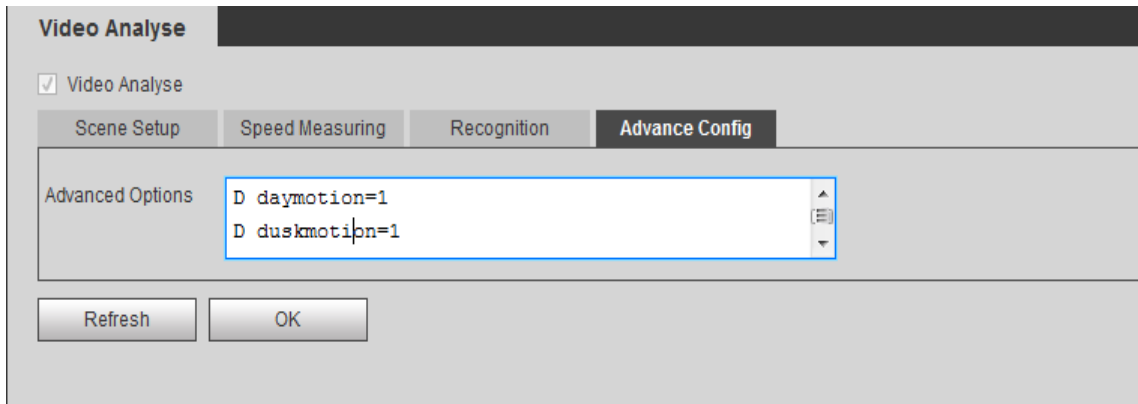 Video Analyse
Video Analyse
Scene Setup Speed Measuring Recognition Advance Config
Advanced Options
D daymotion=1
D duskmotion=1
Refresh OK